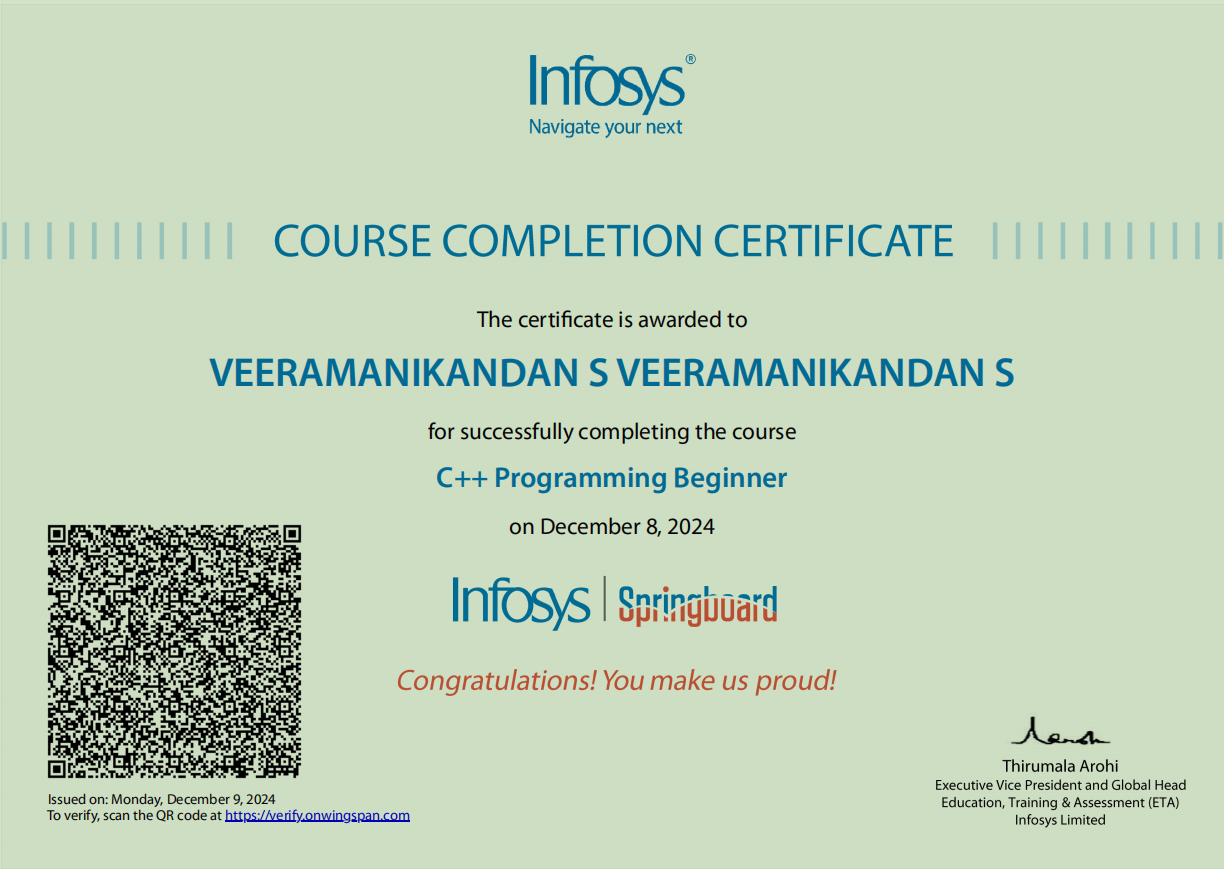 Infosys®
Navigate your next
COURSE COMPLETION CERTIFICATE
The certificate is awarded to
VEERAMANIKANDAN S VEERAMANIKANDAN S
for successfully completing the course
C++ Programming Beginner
on December 8, 2024
Infosys | Springboard
Congratulations! You make us proud!
Issued on: Monday, December 9, 2024
To verify, scan the QR code at https://verify.onwingspan.com
Thirumala Arohi
Executive Vice President and Global Head
Education, Training & Assessment (ETA)
Infosys Limited